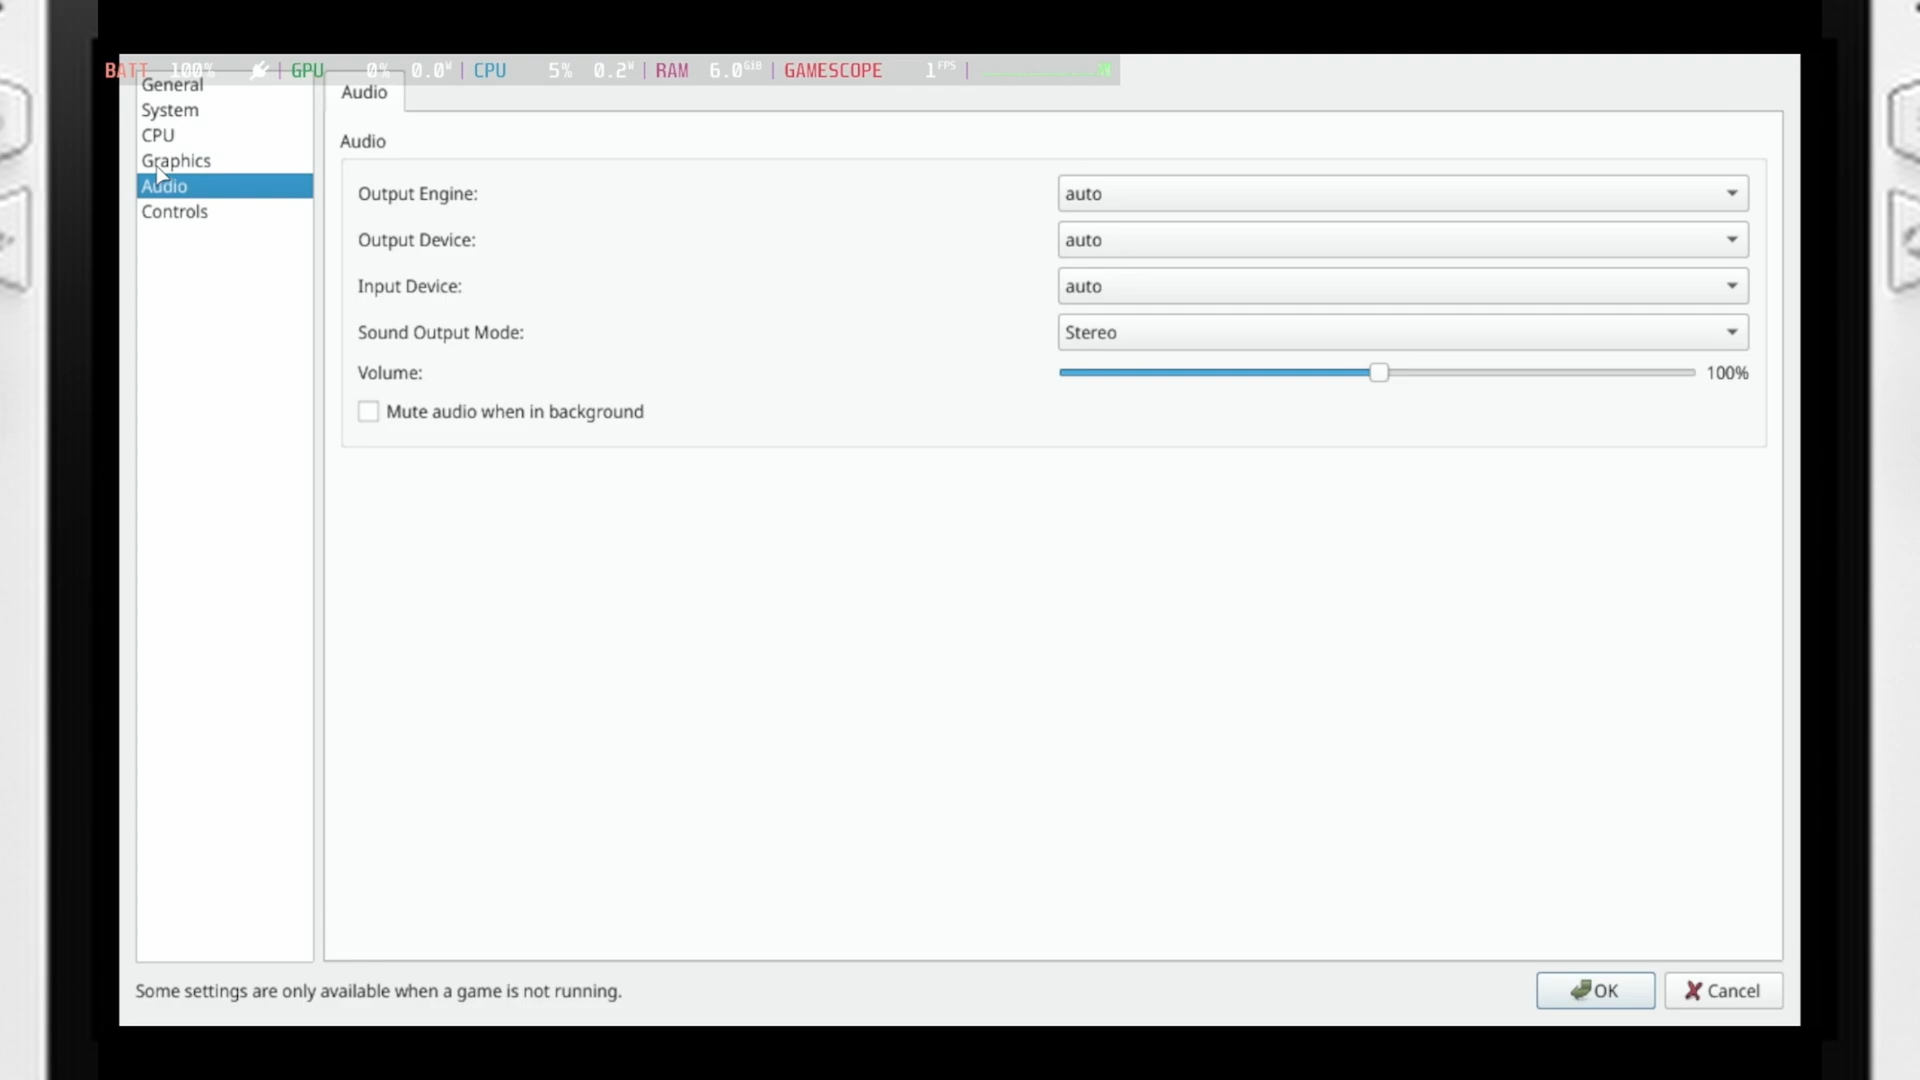 BATT 100% | GPU 0% 0.0W | CPU 5% 0.2W | RAM 6.0GiB | GAMESCOPE 1FPS |
General
System
CPU
Graphics
Audio
Controls
Audio
Audio
Output Engine: auto
Output Device: auto
Input Device: auto
Sound Output Mode: Stereo
Volume: 100%
Mute audio when in background
Some settings are only available when a game is not running.
OK
Cancel